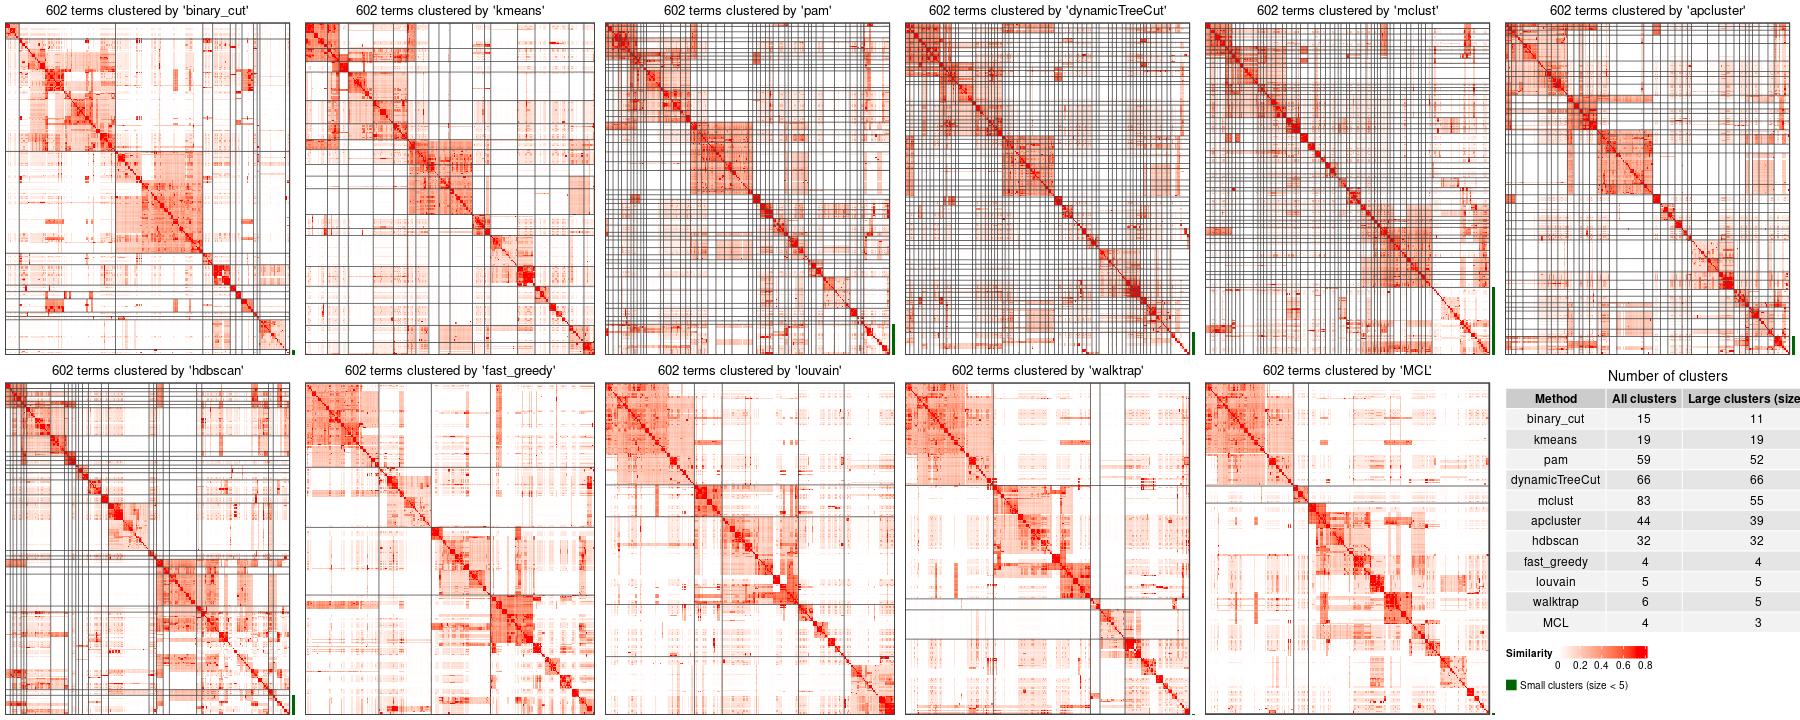 602 terms clustered by 'binary_cut'
602 terms clustered by 'kmeans'
602 terms clustered by 'pam'
602 terms clustered by 'dynamicTreeCut'
602 terms clustered by 'mclust'
602 terms clustered by 'apcluster'
602 terms clustered by 'hdbscan'
602 terms clustered by 'fast_greedy'
602 terms clustered by 'louvain'
602 terms clustered by 'walktrap'
602 terms clustered by 'MCL'
Number of clusters
Method All clusters Large clusters (size
binary_cut 15 11
kmeans 19 19
pam 59 52
dynamicTreeCut 66 66
mclust 83 55
apcluster 44 39
hdbscan 32 32
fast_greedy 4 4
louvain 5 5
walktrap 6 5
MCL 4 3
Similarity
0 0.2 0.4 0.6 0.8
Small clusters (size < 5)